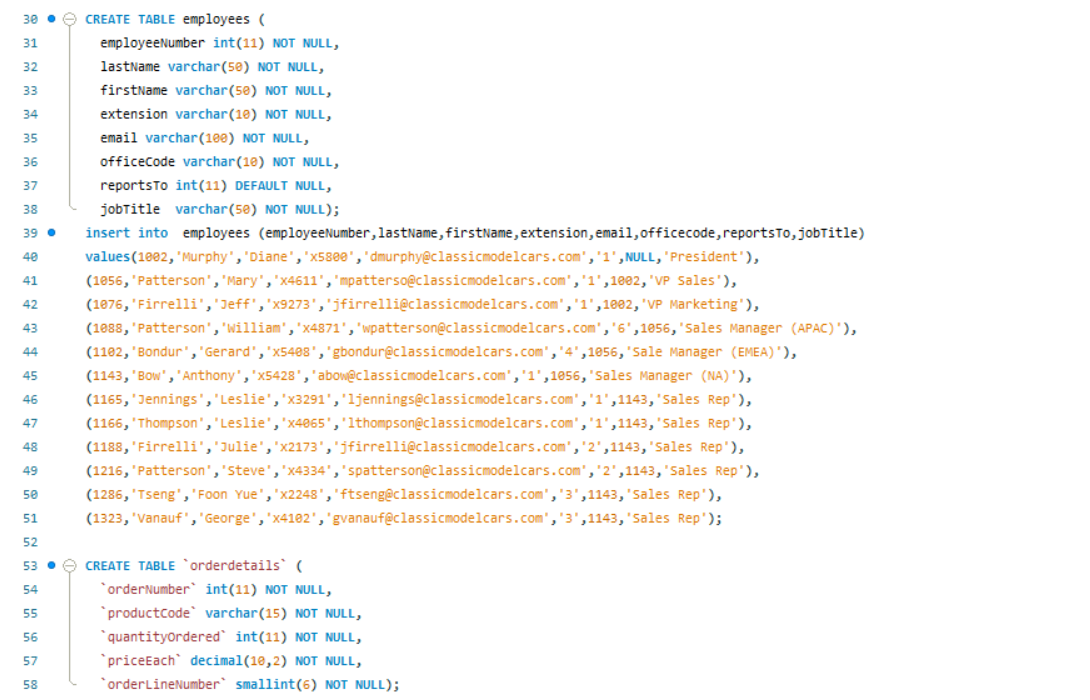 30 CREATE TABLE employees (
31 employeeNumber int(11) NOT NULL,
32 lastName varchar(50) NOT NULL,
33 firstName varchar(50) NOT NULL,
34 extension varchar(10) NOT NULL,
35 email varchar(100) NOT NULL,
36 officeCode varchar(10) NOT NULL,
37 reportsTo int(11) DEFAULT NULL,
38 jobTitle  varchar(50) NOT NULL);
39 insert into  employees (employeeNumber,lastName,firstName,extension,email,officecode,reportsTo,jobTitle)
40 values(1002,'Murphy','Diane','x5800','dmurphy@classicmodelcars.com','1',NULL,'President'),
41 (1056,'Patterson','Mary','x4611','mpatterso@classicmodelcars.com','1',1002,'VP Sales'),
42 (1076,'Firrelli','Jeff','x9273','jfirrelli@classicmodelcars.com','1',1002,'VP Marketing'),
43 (1088,'Patterson','William','x4871','wpatterson@classicmodelcars.com','6',1056,'Sales Manager (APAC)'),
44 (1102,'Bondur','Gerard','x5408','gbondur@classicmodelcars.com','4',1056,'Sale Manager (EMEA)'),
45 (1143,'Bow','Anthony','x5428','abow@classicmodelcars.com','1',1056,'Sales Manager (NA)'),
46 (1165,'Jennings','Leslie','x3291','ljennings@classicmodelcars.com','1',1143,'Sales Rep'),
47 (1166,'Thompson','Leslie','x4065','lthompson@classicmodelcars.com','1',1143,'Sales Rep'),
48 (1188,'Firrelli','Julie','x2173','jfirrelli@classicmodelcars.com','2',1143,'Sales Rep'),
49 (1216,'Patterson','Steve','x4334','spatterson@classicmodelcars.com','2',1143,'Sales Rep'),
50 (1286,'Tseng','Foon Yue','x2248','ftseng@classicmodelcars.com','3',1143,'Sales Rep'),
51 (1323,'Vanauf','George','x4102','gvanauf@classicmodelcars.com','3',1143,'Sales Rep');
52
53 CREATE TABLE `orderdetails` (
54 `orderNumber` int(11) NOT NULL,
55 `productCode` varchar(15) NOT NULL,
56 `quantityOrdered` int(11) NOT NULL,
57 `priceEach` decimal(10,2) NOT NULL,
58 `orderLineNumber` smallint(6) NOT NULL);